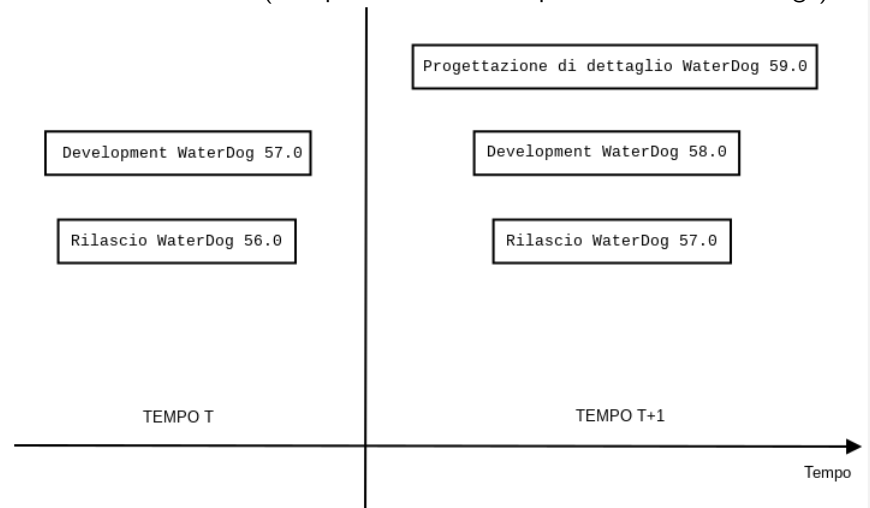 Progettazione di dettaglio WaterDog 59.0
Development WaterDog 57.0
Development WaterDog 58.0
Rilascio WaterDog 56.0
Rilascio WaterDog 57.0
TEMPO T
TEMPO T+1
Tempo